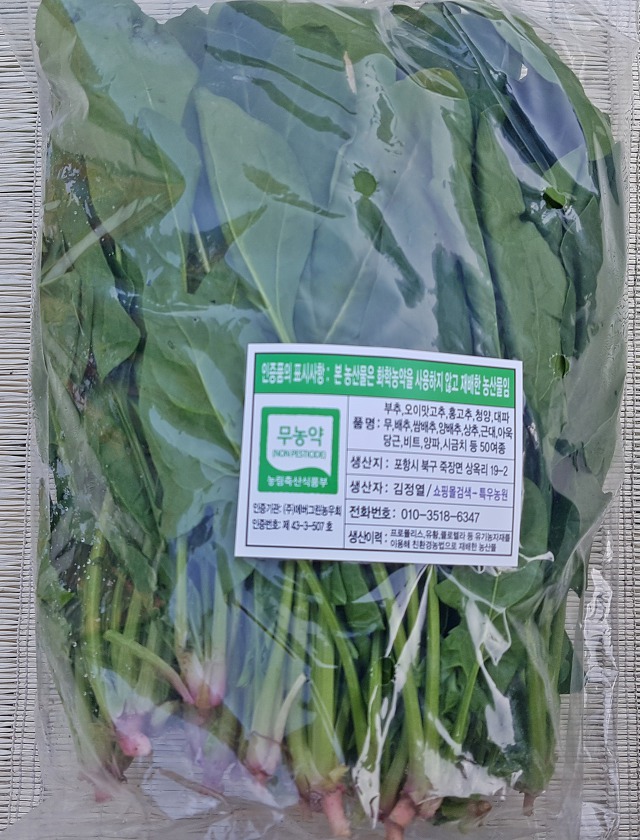 인증품의 표시사항 : 본 농산물은 화학농약을 사용하지 않고 재배한 농산물임
무농약
(NON PESTICIDE)
농림축산식품부
인증기관: (주)에버그린농우회
인증번호: 제 43-3-507 호
품명: 부추,오이맛고추,홍고추,청양,대파
무,배추,쌈배추,양배추,상추,근대,아욱
당근,비트,양파,시금치 등 50여종
생산지 : 포항시 북구 죽장면 상옥리 19-2
생산자 : 김정열/쇼핑몰검색→특우농원
전화번호: 010-3518-6347
생산이력: 프로폴리스,유황,클로렐라 등 유기농자재를
이용해 친환경농법으로 재배한 농산물